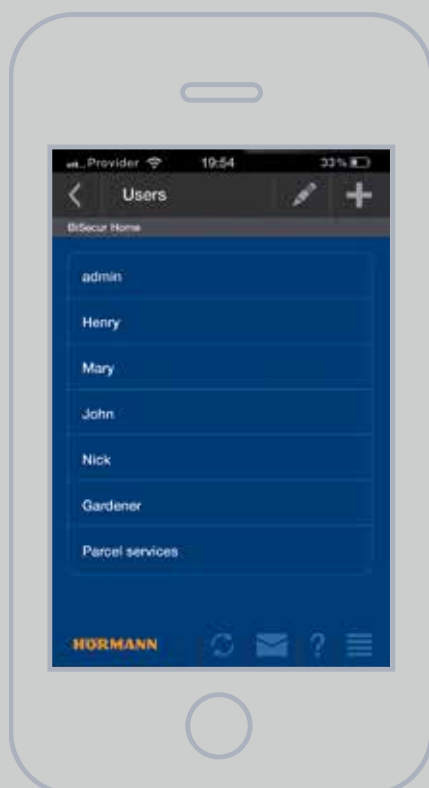 Provider 19:54 33%
Users
BiSecur Home
admin
Henry
Mary
John
Nick
Gardener
Parcel services
HÖRMANN ?